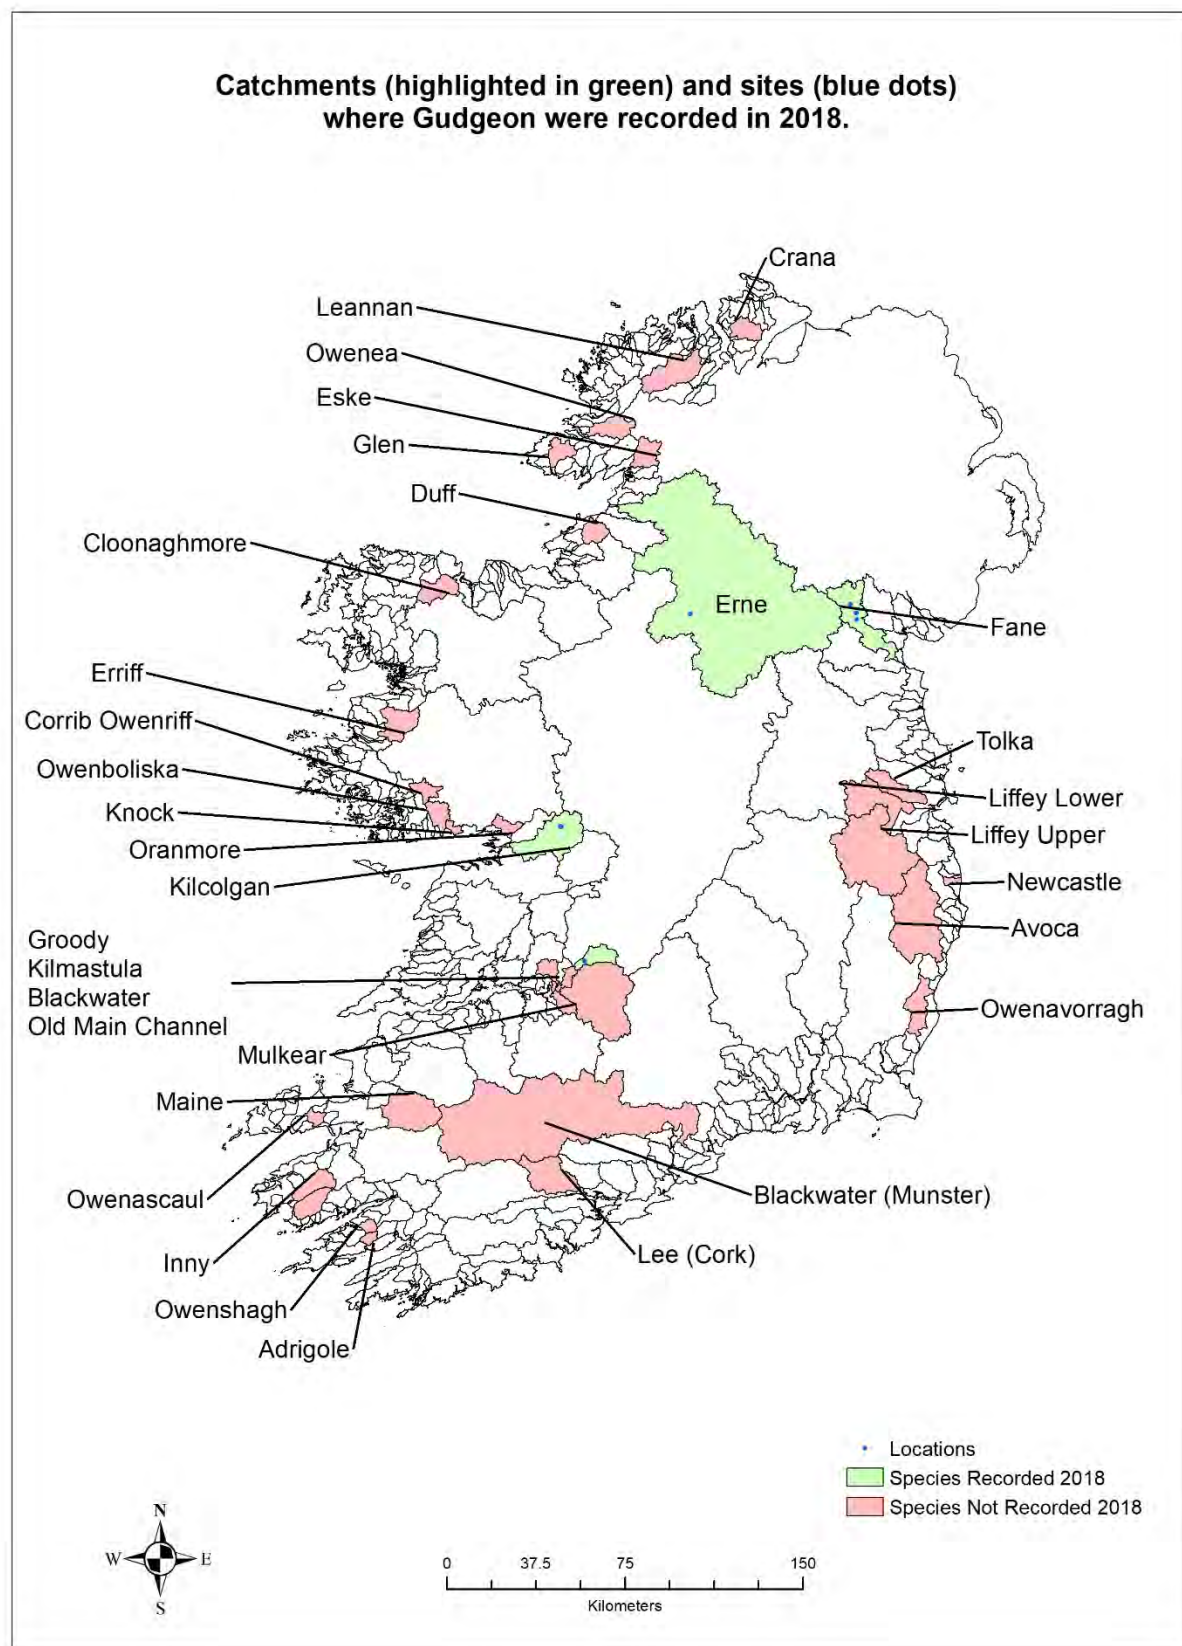 Catchments (highlighted in green) and sites (blue dots)
where Gudgeon were recorded in 2018.
Crana
Leannan
Owenea
Eske
Glen
Duff
Cloonaghmore
Erne
Fane
Erriff
Corrib Owenriff
Owenboliska
Knock
Oranmore
Kilcolgan
Tolka
Liffey Lower
Liffey Upper
Newcastle
Avoca
Owenavorragh
Groody
Kilmastula
Blackwater
Old Main Channel
Mulkear
Maine
Owenascaul
Inny
Owenshagh
Adrigole
Blackwater (Munster)
Lee (Cork)
Locations
Species Recorded 2018
Species Not Recorded 2018
N
W E
S
0 37.5 75 150
Kilometers